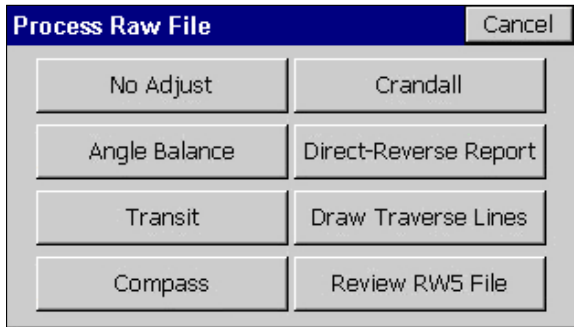 Process Raw File
Cancel
No Adjust
Crandall
Angle Balance
Direct-Reverse Report
Transit
Draw Traverse Lines
Compass
Review RW5 File